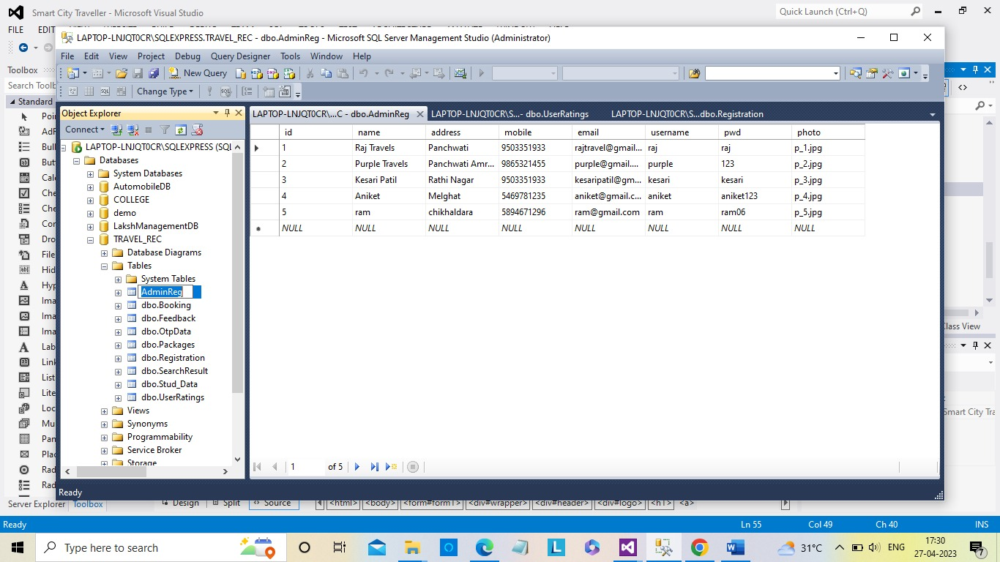 Smart City Traveller - Microsoft Visual Studio
Quick Launch (Ctrl+Q)
FILE EDIT
LAPTOP-LNJQT0CR\SQLEXPRESS.TRAVEL_REC - dbo.AdminReg - Microsoft SQL Server Management Studio (Administrator)
File Edit View Project Debug Query Designer Tools Window Help
New Query
Change Type
Toolbox
Search Toolb
Standard
Poi
AdR
Bull
But
Cale
Che
Che
Cor
Dro
File
Hid
Hyp
Ima
Ima
Ima
Lab
Link
List
Lite
Loc
Mul
Pan
Plac
Rad
Rad
Server Explorer Toolbox
Object Explorer
Connect
LAPTOP-LNJQT0CR\SQLEXPRESS (SQL
Databases
System Databases
AutomobileDB
COLLEGE
demo
LakshManagementDB
TRAVEL_REC
Database Diagrams
Tables
System Tables
AdminReg
dbo.Booking
dbo.Feedback
dbo.OtpData
dbo.Packages
dbo.Registration
dbo.SearchResult
dbo.Stud_Data
dbo.UserRatings
Views
Synonyms
Programmability
Service Broker
Storage
LAPTOP-LNJQT0CR\...C - dbo.AdminReg LAPTOP-LNJQT0CR\S...- dbo.UserRatings LAPTOP-LNJQT0CR\S...dbo.Registration
id name address mobile email username pwd photo
1 Raj Travels Panchwati 9503351933 rajtravel@gmail... raj raj p_1.jpg
2 Purple Travels Panchwati Amr... 9865321455 purple@gmail.... purple 123 p_2.jpg
3 Kesari Patil Rathi Nagar 9503351933 kesaripatil@gm... kesari kesari p_3.jpg
4 Aniket Melghat 5469781235 aniket@gmail.c... aniket aniket123 p_4.jpg
5 ram chikhaldara 5894671296 ram@gmail.com ram ram06 p_5.jpg
NULL NULL NULL NULL NULL NULL NULL NULL
1 of 5
Ready
Class View
Smart City Tra
Design Split Source <html> <body> <form#form1> <div#wrapper> <div#header> <div#logo> <h1> <a>
Ready Ln 55 Col 49 Ch 40 INS
Type here to search
31°C ENG 17:30
27-04-2023
7